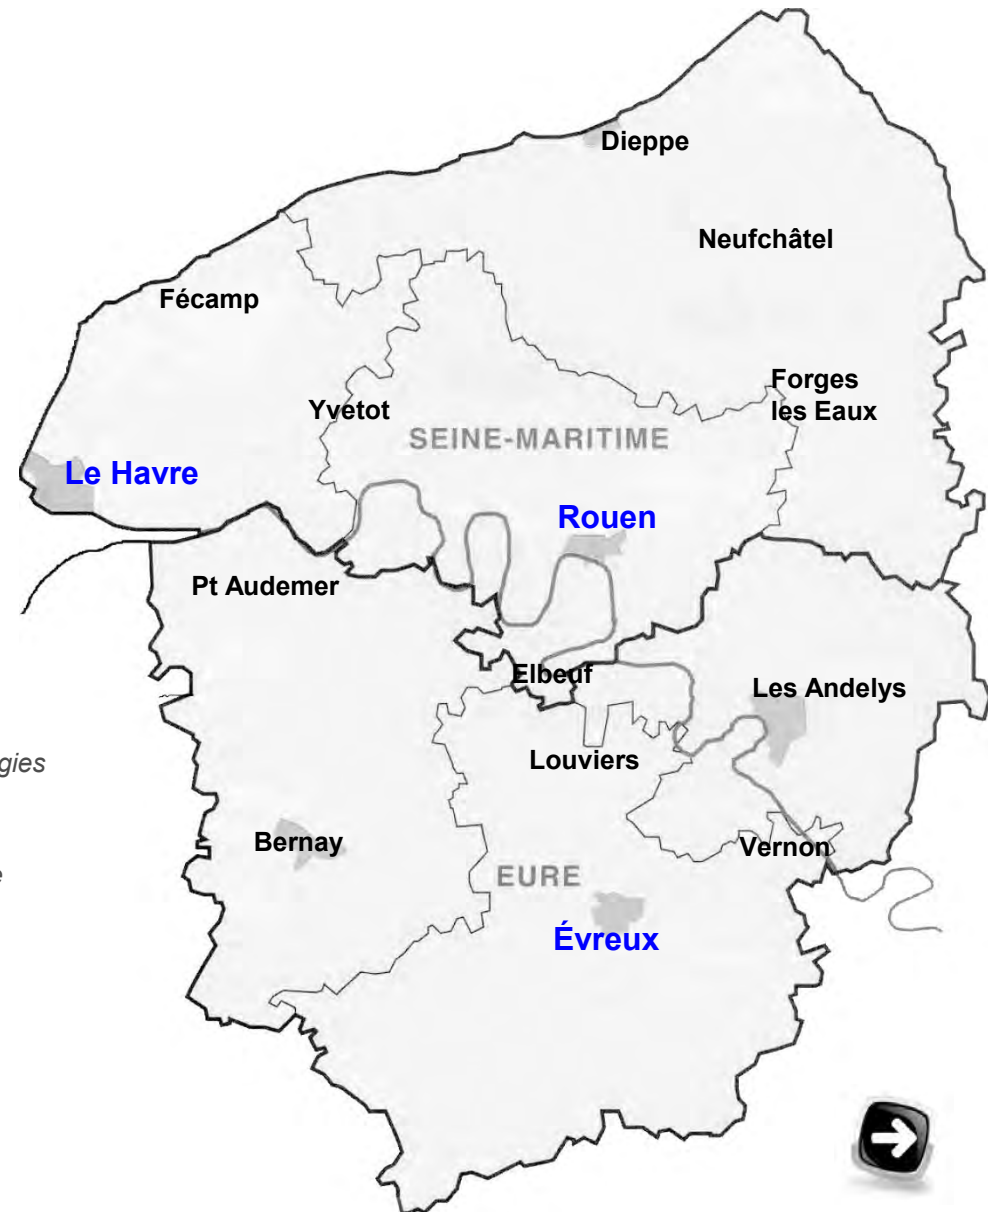 Dieppe
Neufchâtel
Fécamp
Forges
les Eaux
Yvetot
SEINE-MARITIME
Le Havre
Rouen
Pt Audemer
Elbeuf
Les Andelys
Louviers
gies
Bernay
Vernon
e
EURE
Évreux